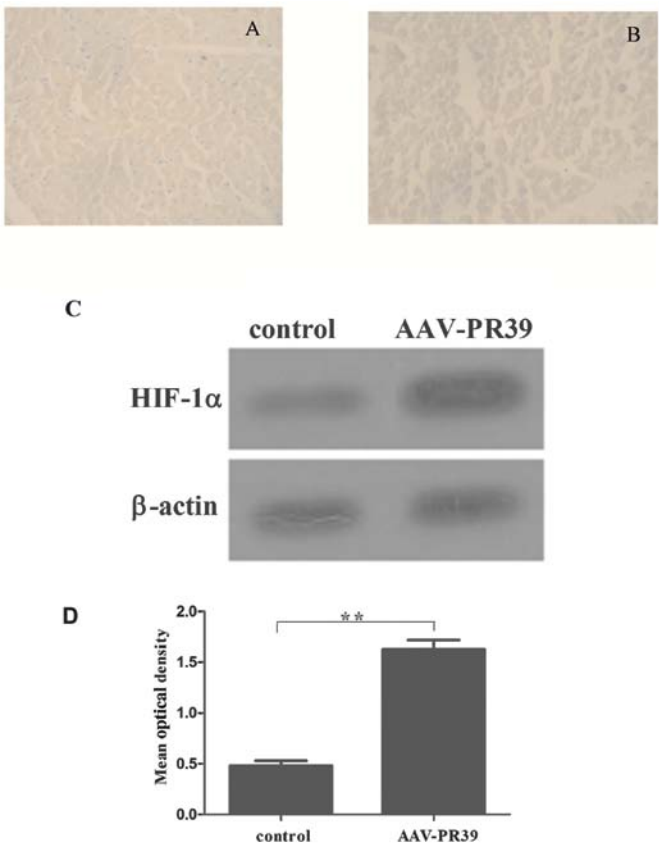 A
B
C
control AAV-PR39
HIF-1α
β-actin
D
Mean optical density
2.0
**
1.5
1.0
0.5
0.0
control AAV-PR39